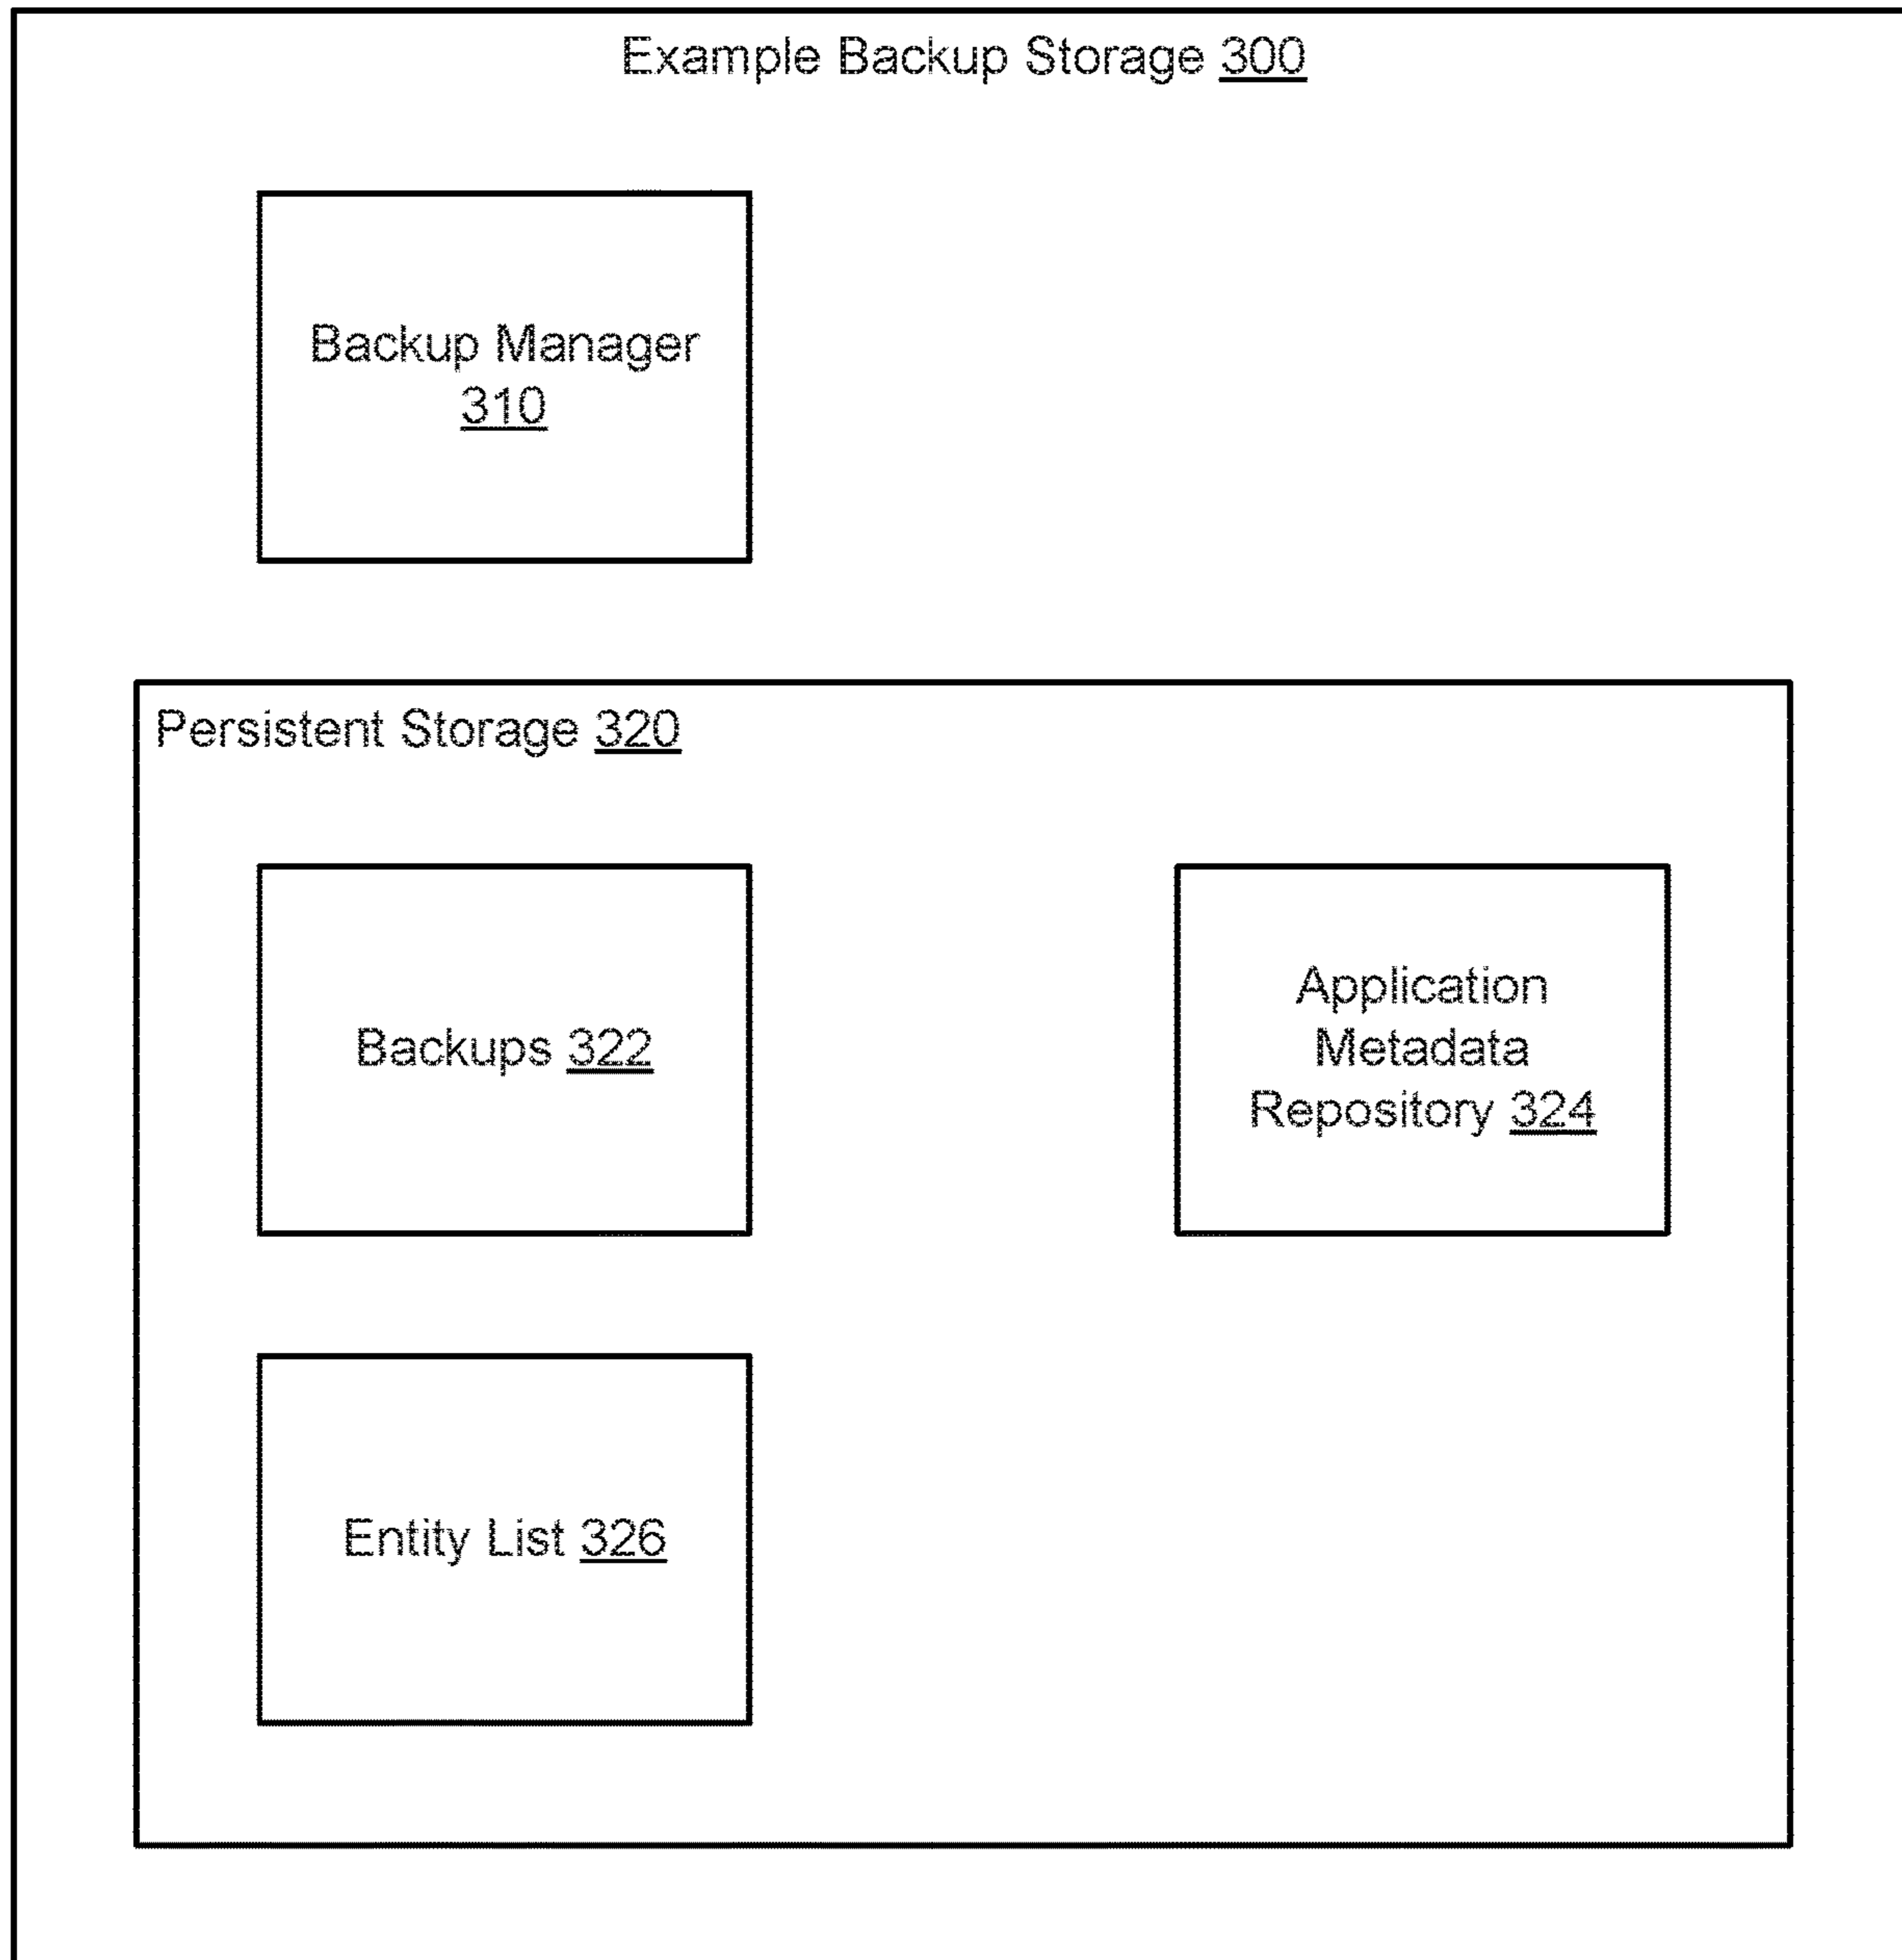 Example Backup Storage 300
Backup Manager
310
Persistent Storage 320
Backups 322
Application
Metadata
Repository 324
Entity List 326